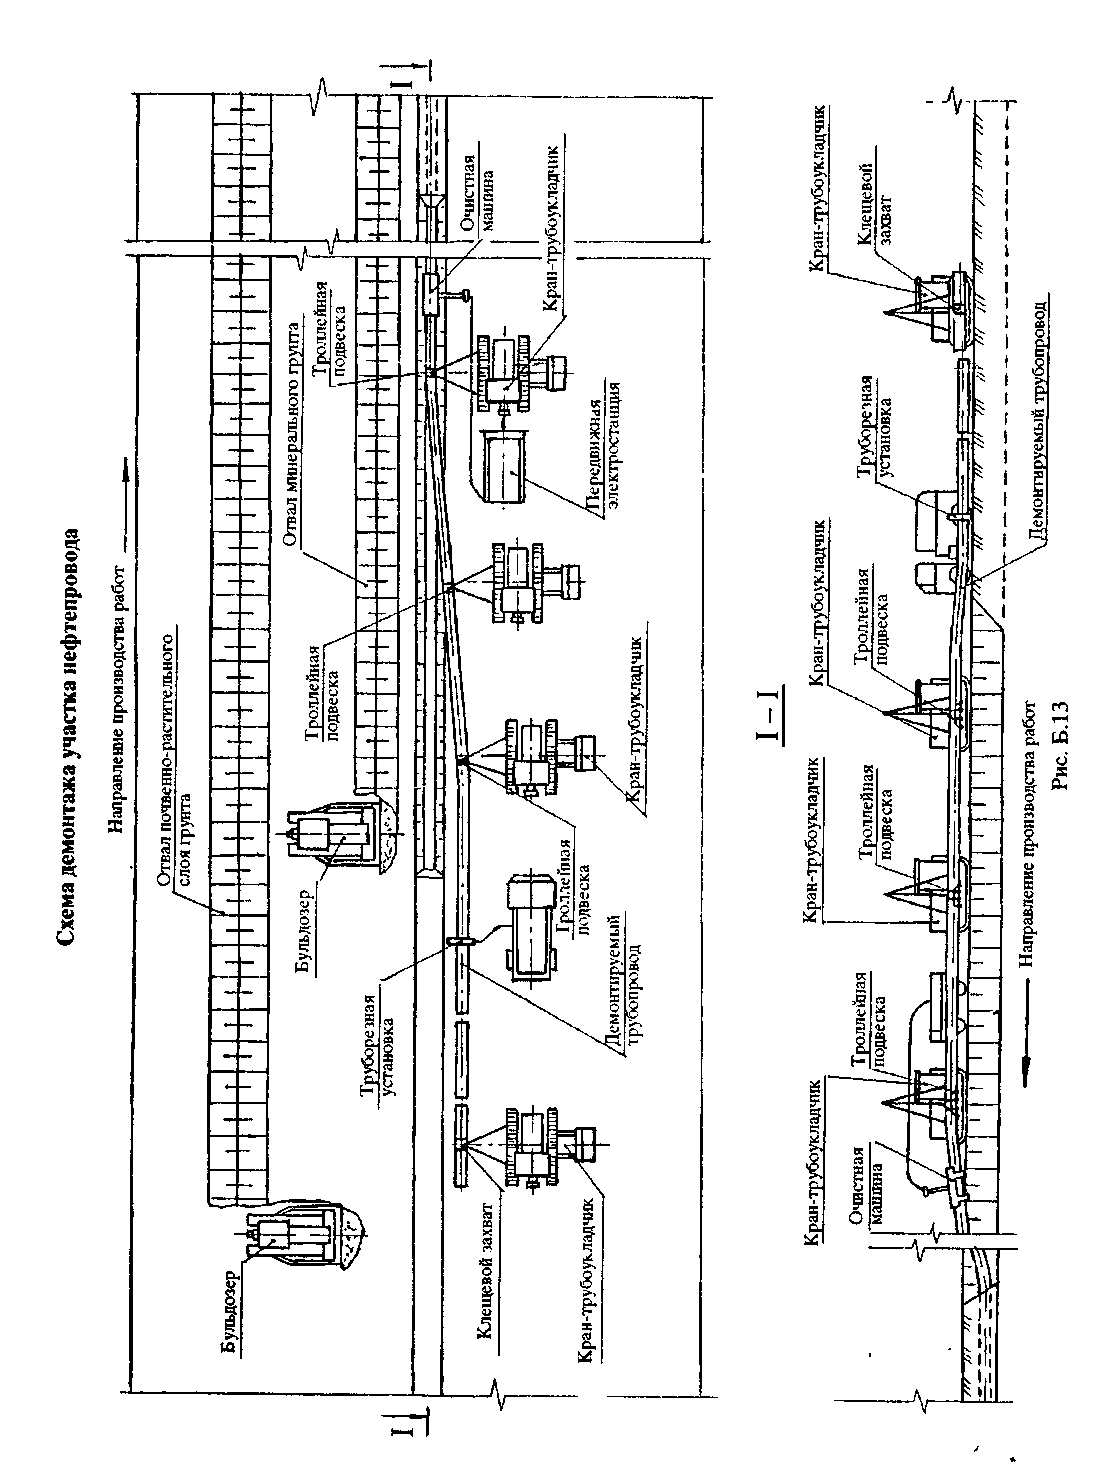 Схема демонтажа участка нефтепровода
Направление производства работ
Отвал почвенно-растительного
слоя грунта
Отвал минерального грунта
Троллейная
подвеска
Очистная
машина
Кран-трубоукладчик
I
Бульдозер
Троллейная
подвеска
Передвижная
электростанция
Бульдозер
Труборезная
установка
Троллейная
подвеска
Кран-трубоукладчик
Демонтируемый
трубопровод
Клещевой захват
Кран-трубоукладчик
I
I – I
Кран-трубоукладчик
Очистная
машина
Троллейная
подвеска
Кран-трубоукладчик
Троллейная
подвеска
Кран-трубоукладчик
Троллейная
подвеска
Труборезная
установка
Кран-трубоукладчик
Клещевой
захват
Демонтируемый трубопровод
Направление производства работ
Рис. Б.13